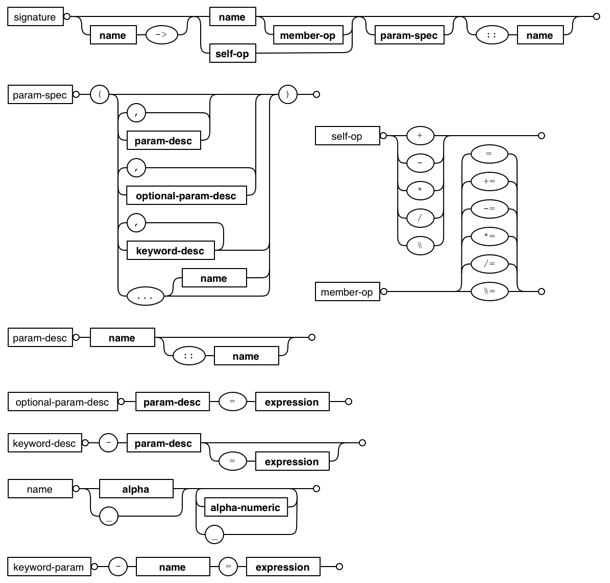 signature name -> name self-op member-op param-spec :: name
param-spec ( , param-desc , optional-param-desc , keyword-desc ... name )
self-op + - * / %
member-op = += -= *= /= %=
param-desc name :: name
optional-param-desc param-desc = expression
keyword-desc - param-desc = expression
name alpha _ alpha-numeric _
keyword-param - name = expression